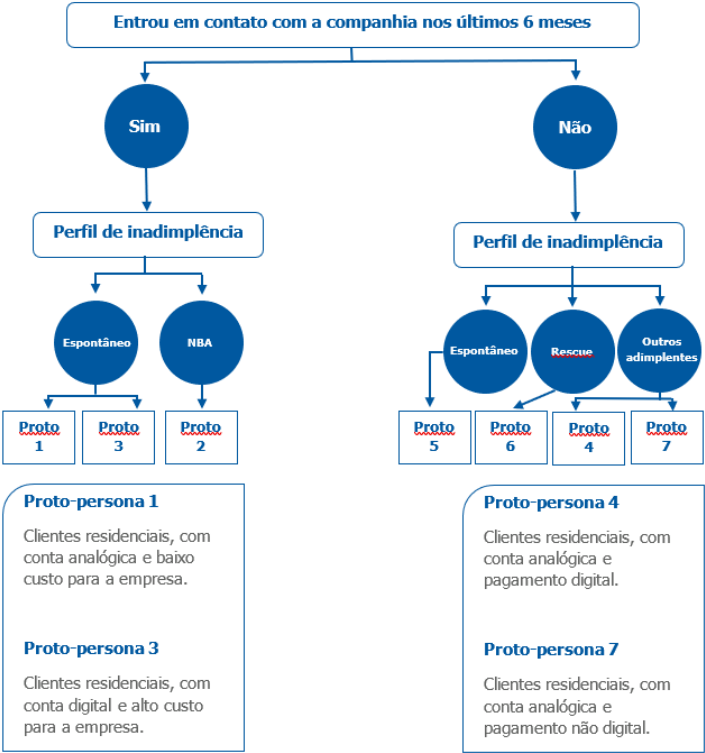 Entrou em contato com a companhia nos últimos 6 meses
Sim
Não
Perfil de inadimplência
Perfil de inadimplência
Espontâneo
NBA
Espontâneo
Rescue
Outros
adimplentes
Proto
1
Proto
3
Proto
2
Proto
5
Proto
6
Proto
4
Proto
7
Proto-persona 1
Clientes residenciais, com
conta analógica e baixo
custo para a empresa.
Proto-persona 3
Clientes residenciais, com
conta digital e alto custo
para a empresa.
Proto-persona 4
Clientes residenciais, com
conta analógica e
pagamento digital.
Proto-persona 7
Clientes residenciais, com
conta analógica e
pagamento não digital.